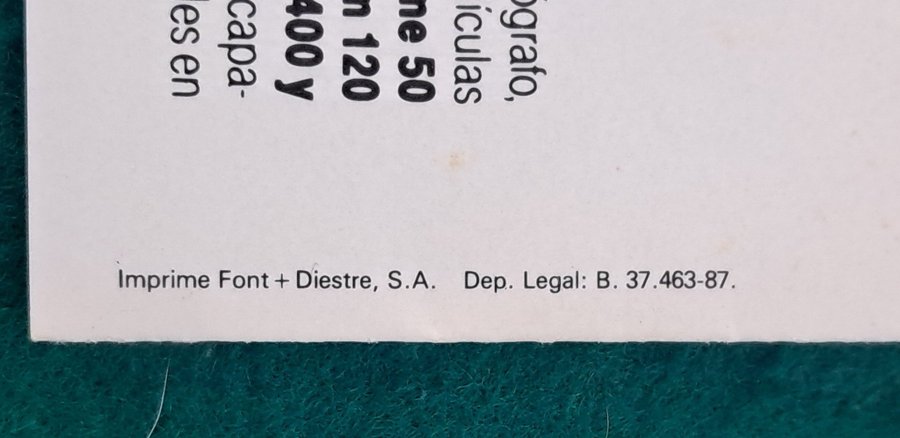 ógrafo,
ículas
ne 50
n 120
400 y
capa-
les en
Imprime Font + Diestre, S.A. Dep. Legal: B. 37.463-87.